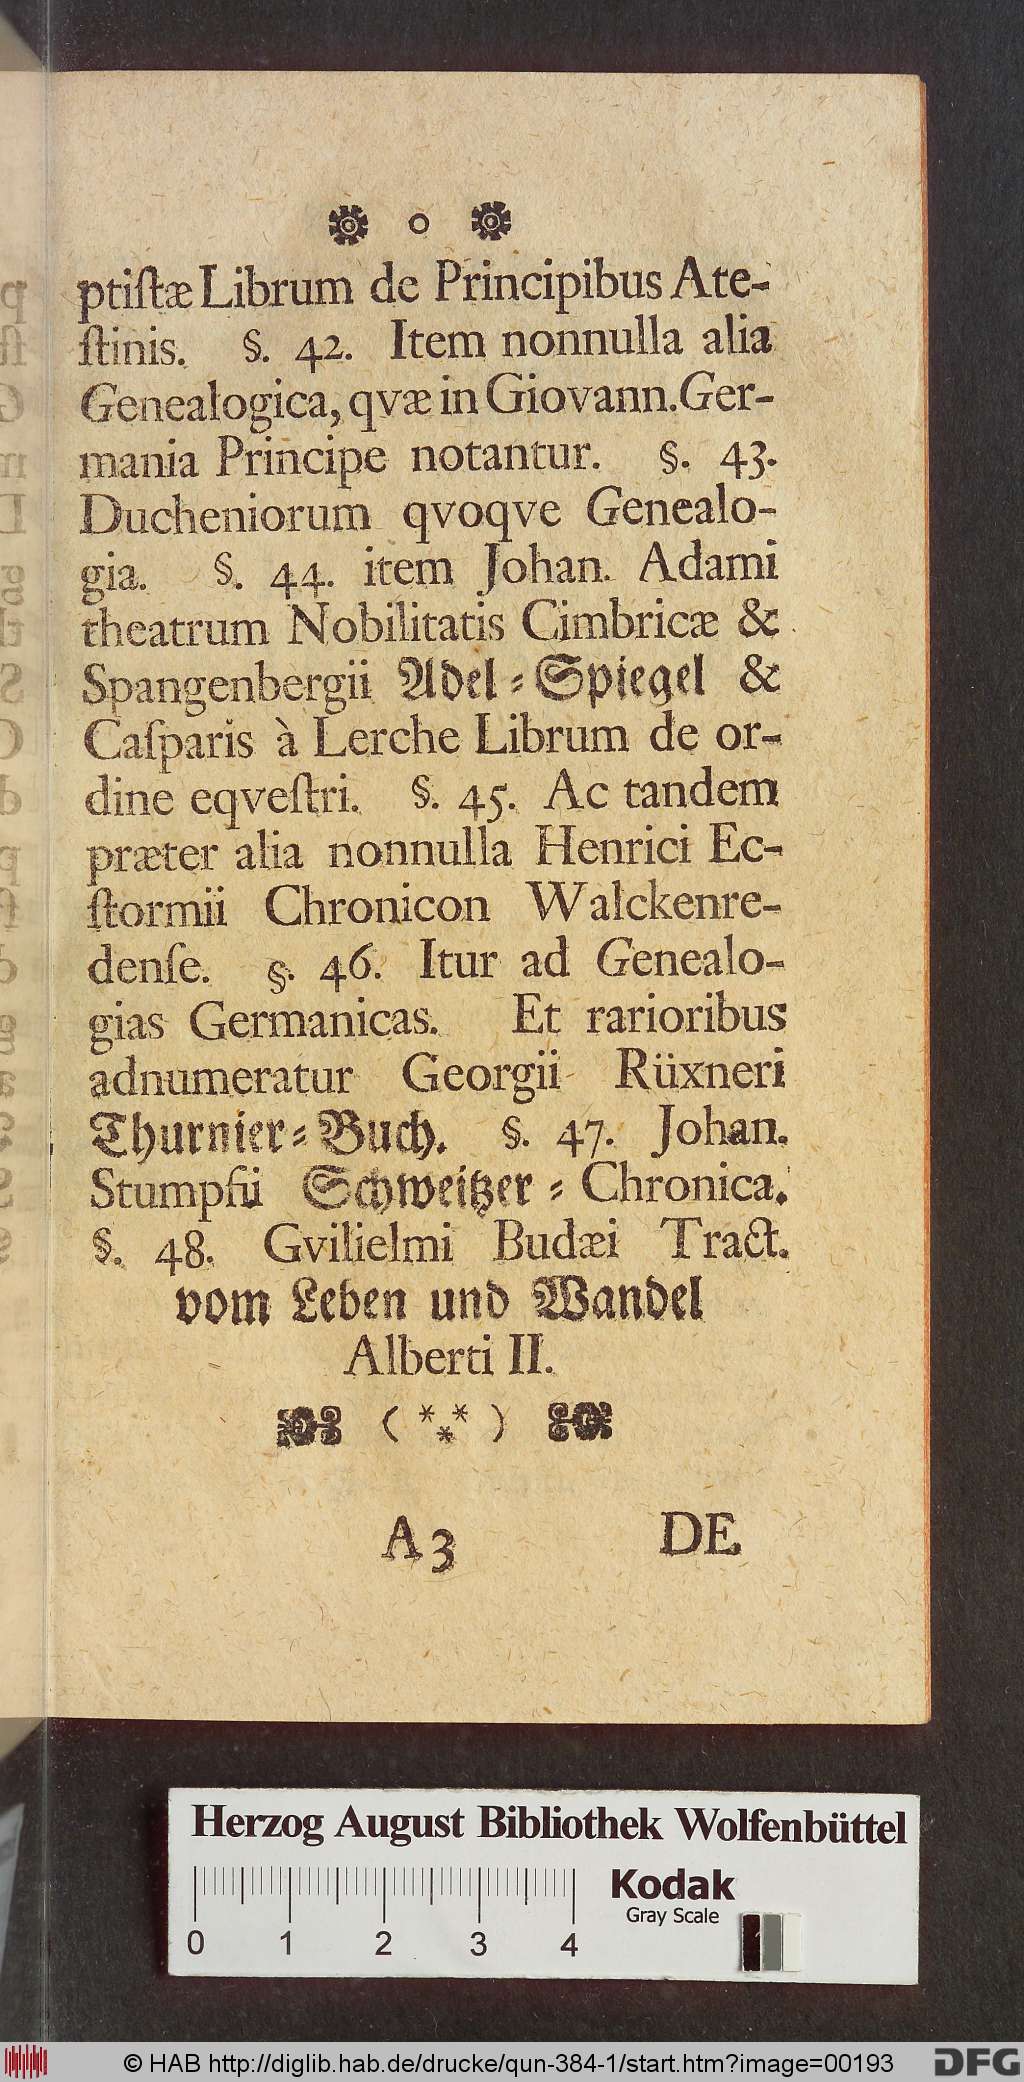 ptiſtæ Librum de Principibus Ate-
ſtinis. §. 42. Item nonnulla alia
Genealogica, qvæ in Giovann. Ger-
mania Principe notantur. §. 43.
Ducheniorum qvoqve Genealo-
gia. §. 44. item Johan. Adami
theatrum Nobilitatis Cimbricæ &
Spangenbergii Adel-Spiegel &
Caſparis à Lerche Librum de or-
dine eqveſtri. §. 45. Ac tandem
præter alia nonnulla Henrici Ec-
ſtormii Chronicon Walckenre-
denſe. §. 46. Itur ad Genealo-
gias Germanicas. Et rarioribus
adnumeratur Georgii Rüxneri
Thurnier-Buch. §. 47. Johan.
Stumpfii Schweitzer-Chronica.
§. 48. Gvilielmi Budæi Tract.
vom Leben und Wandel
Alberti II.
(***)
A 3 DE
Herzog August Bibliothek Wolfenbüttel
Kodak
Gray Scale
0 1 2 3 4
© HAB http://diglib.hab.de/drucke/qun-384-1/start.htm?image=00193
DFG